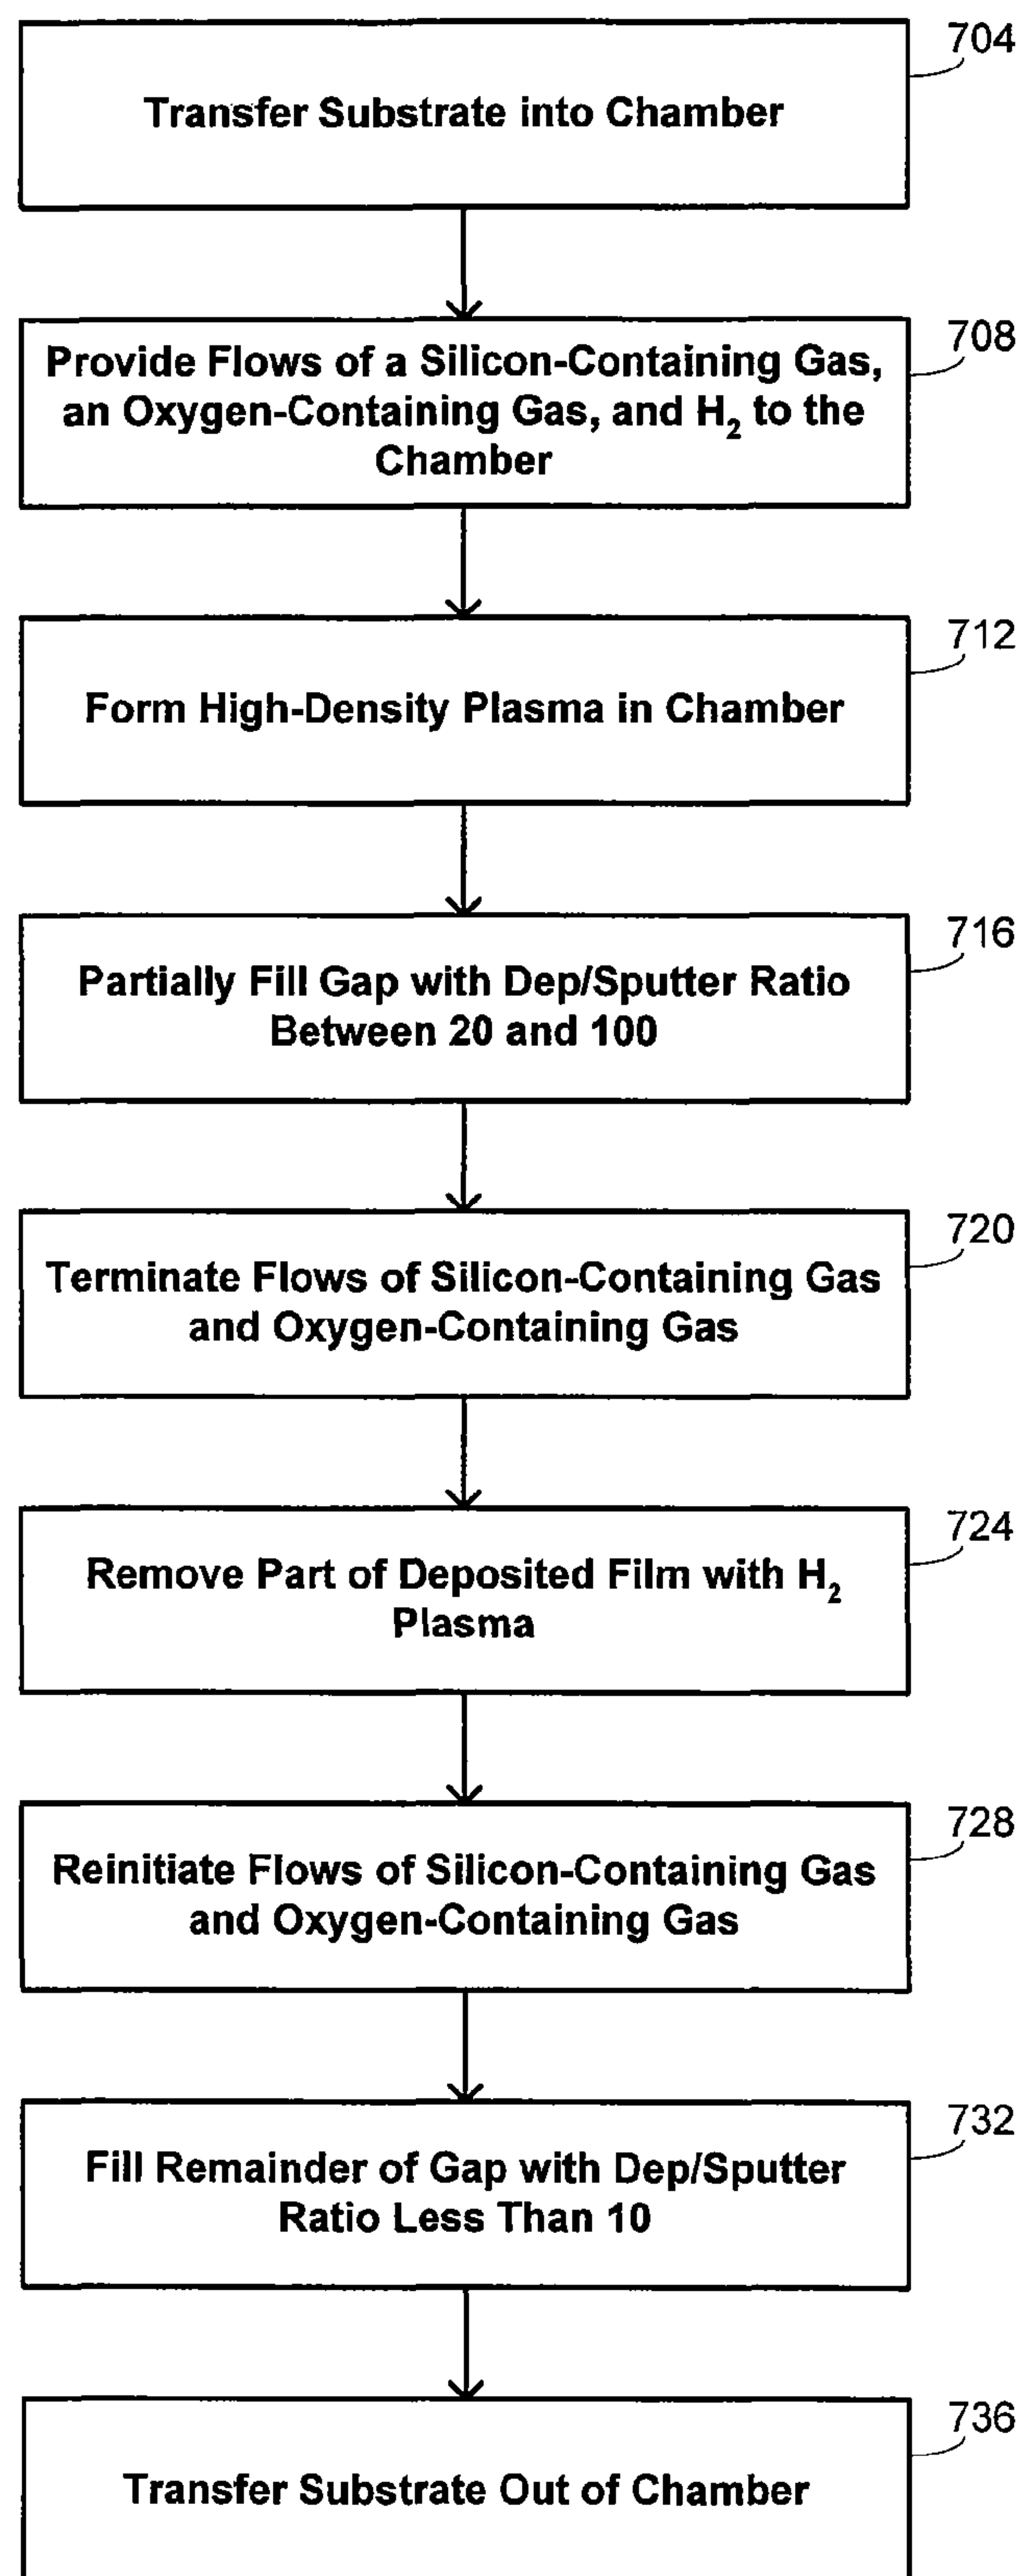 704
Transfer Substrate into Chamber
708
Provide Flows of a Silicon-Containing Gas,
an Oxygen-Containing Gas, and H₂ to the
Chamber
712
Form High-Density Plasma in Chamber
716
Partially Fill Gap with Dep/Sputter Ratio
Between 20 and 100
720
Terminate Flows of Silicon-Containing Gas
and Oxygen-Containing Gas
724
Remove Part of Deposited Film with H₂
Plasma
728
Reinitiate Flows of Silicon-Containing Gas
and Oxygen-Containing Gas
732
Fill Remainder of Gap with Dep/Sputter
Ratio Less Than 10
736
Transfer Substrate Out of Chamber